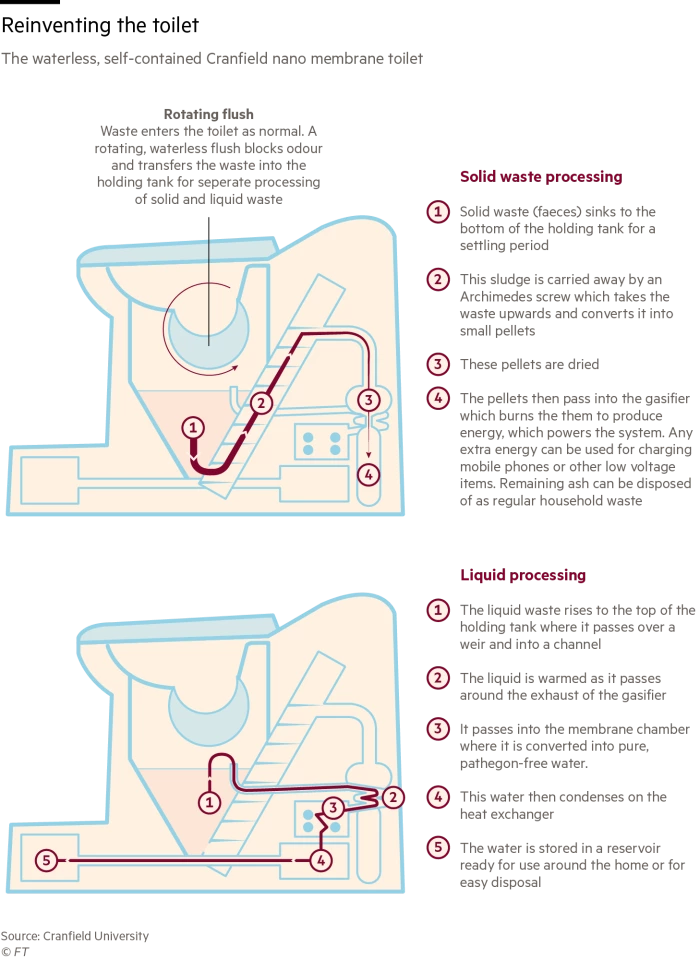 Reinventing the toilet
The waterless, self-contained Cranfield nano membrane toilet
Rotating flush
Waste enters the toilet as normal. A
rotating, waterless flush blocks odour
and transfers the waste into the
holding tank for seperate processing
of solid and liquid waste
1
2
3
4
Solid waste processing
1 Solid waste (faeces) sinks to the
bottom of the holding tank for a
settling period
2 This sludge is carried away by an
Archimedes screw which takes the
waste upwards and converts it into
small pellets
3 These pellets are dried
4 The pellets then pass into the gasifier
which burns the them to produce
energy, which powers the system. Any
extra energy can be used for charging
mobile phones or other low voltage
items. Remaining ash can be disposed
of as regular household waste
1
2
3
4
5
Liquid processing
1 The liquid waste rises to the top of the
holding tank where it passes over a
weir and into a channel
2 The liquid is warmed as it passes
around the exhaust of the gasifier
3 It passes into the membrane chamber
where it is converted into pure,
pathegon-free water.
4 This water then condenses on the
heat exchanger
5 The water is stored in a reservoir
ready for use around the home or for
easy disposal
Source: Cranfield University
© FT